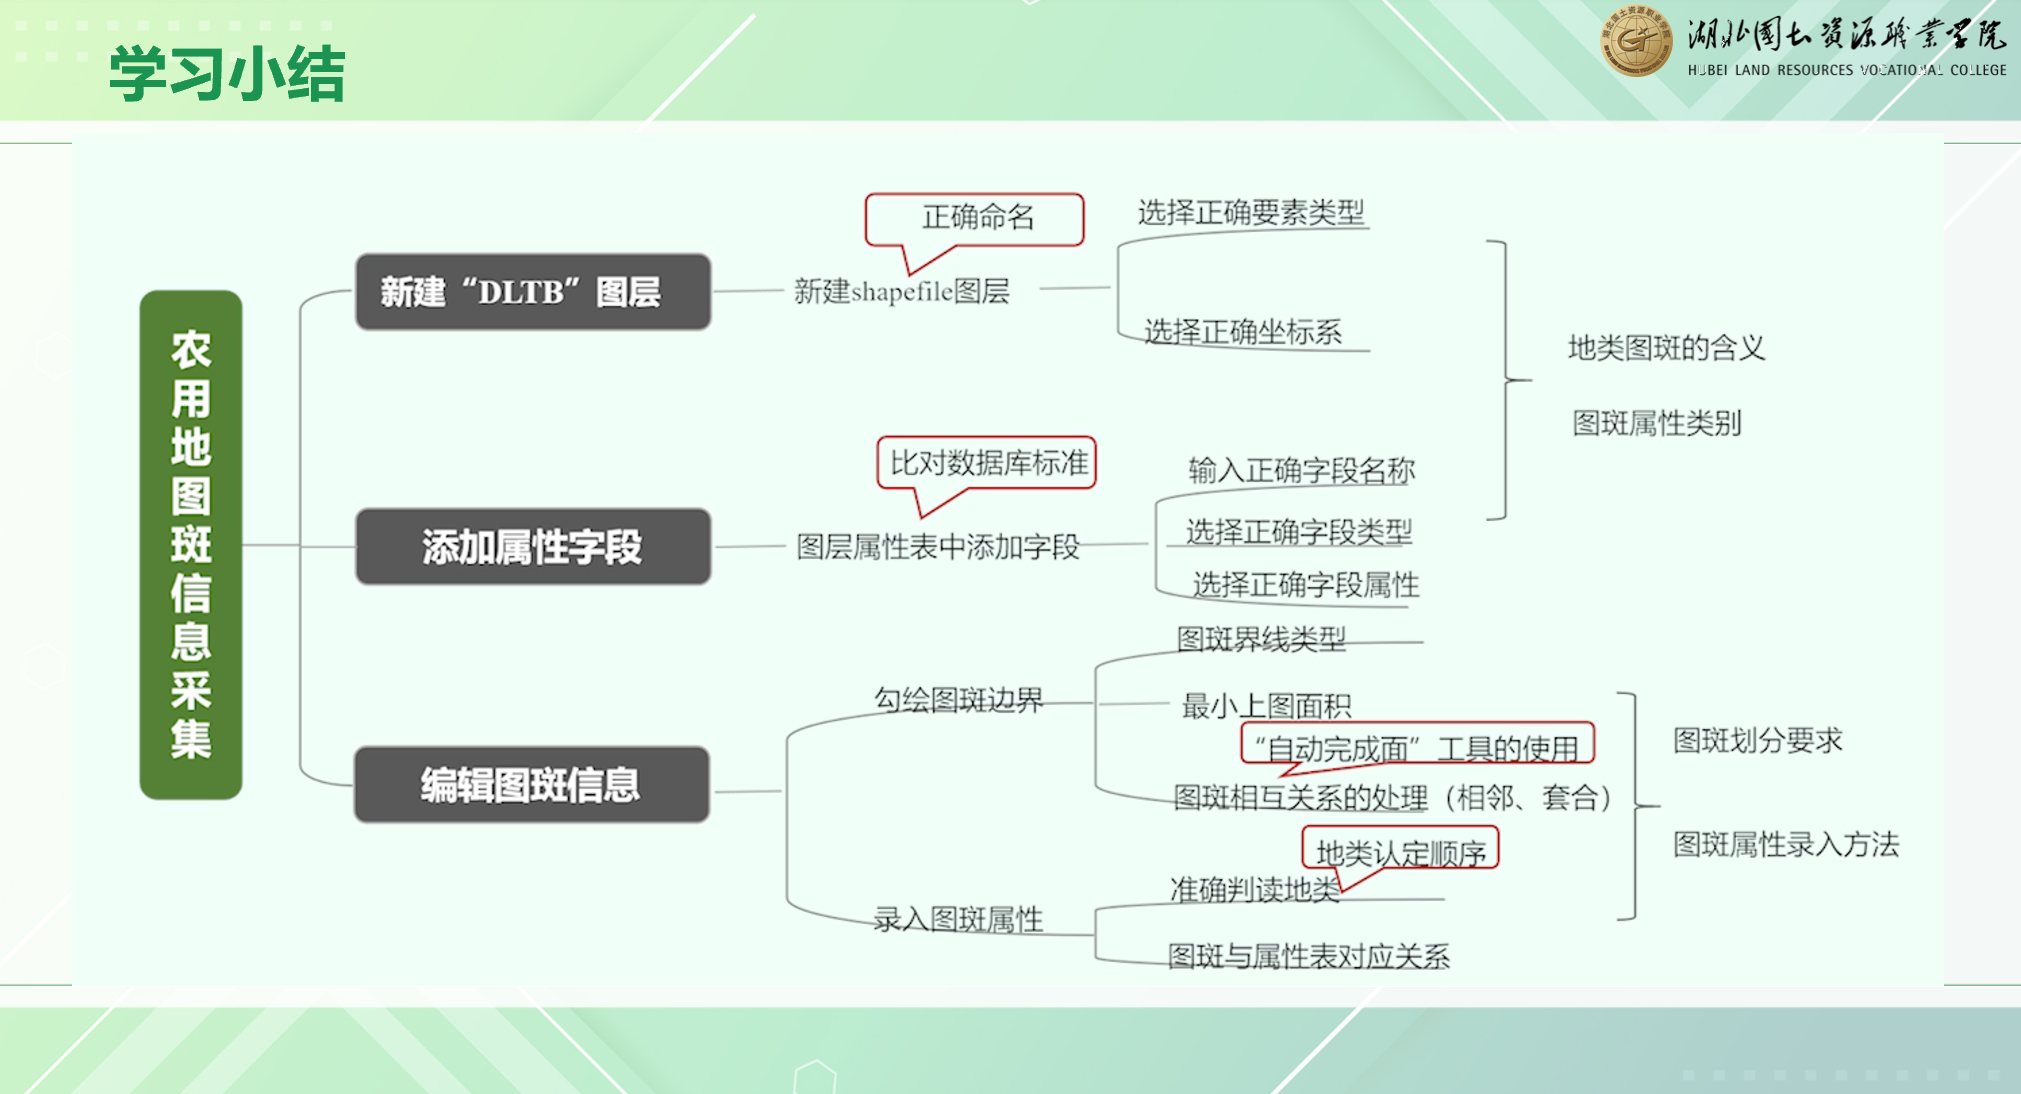 学习小结
湖北國土資源職業学院
HUBEI LAND RESOURCES VOCATIONAL COLLEGE
农用地图斑信息采集
新建“DLTB”图层
正确命名
新建shapefile图层
选择正确要素类型
选择正确坐标系
添加属性字段
比对数据库标准
图层属性表中添加字段
输入正确字段名称
选择正确字段类型
选择正确字段属性
地类图斑的含义
图斑属性类别
编辑图斑信息
勾绘图斑边界
图斑界线类型
最小上图面积
“自动完成面”工具的使用
图斑相互关系的处理（相邻、套合）
录入图斑属性
地类认定顺序
准确判读地类
图斑与属性表对应关系
图斑划分要求
图斑属性录入方法